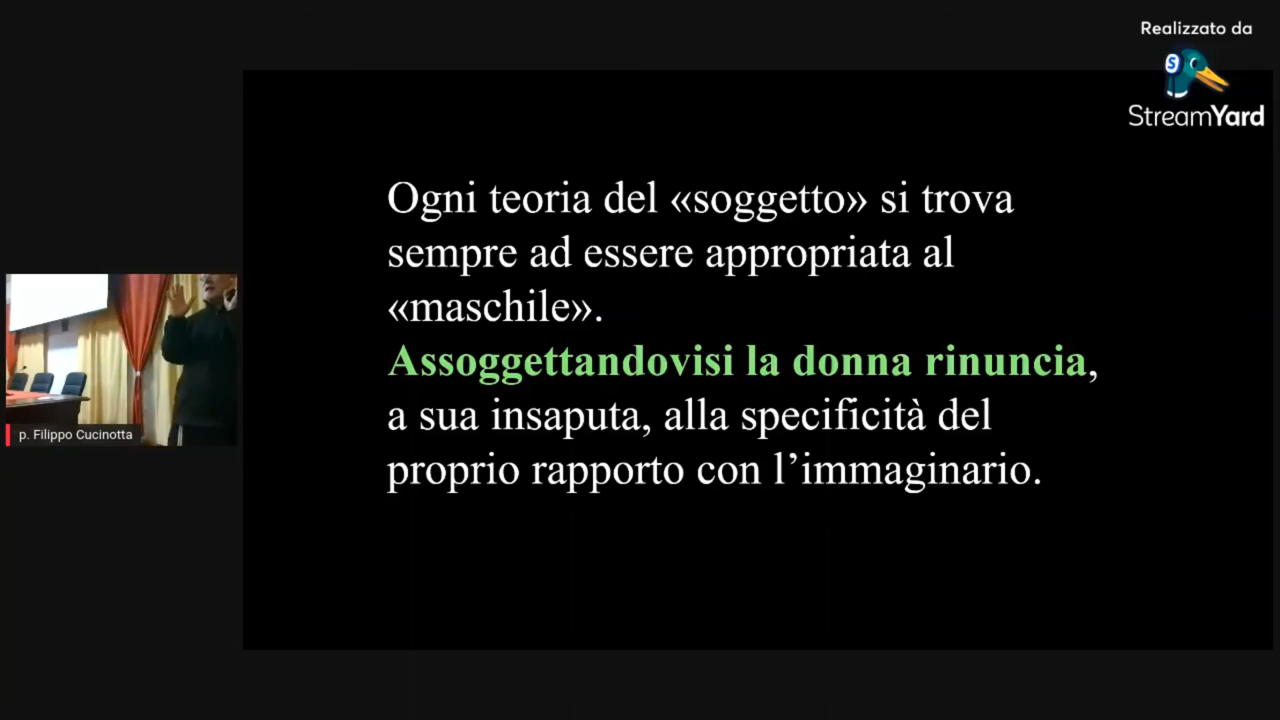 Realizzato da
StreamYard
Ogni teoria del «soggetto» si trova
sempre ad essere appropriata al
«maschile».
Assoggettandovisi la donna rinuncia,
a sua insaputa, alla specificità del
proprio rapporto con l’immaginario.
p. Filippo Cucinotta